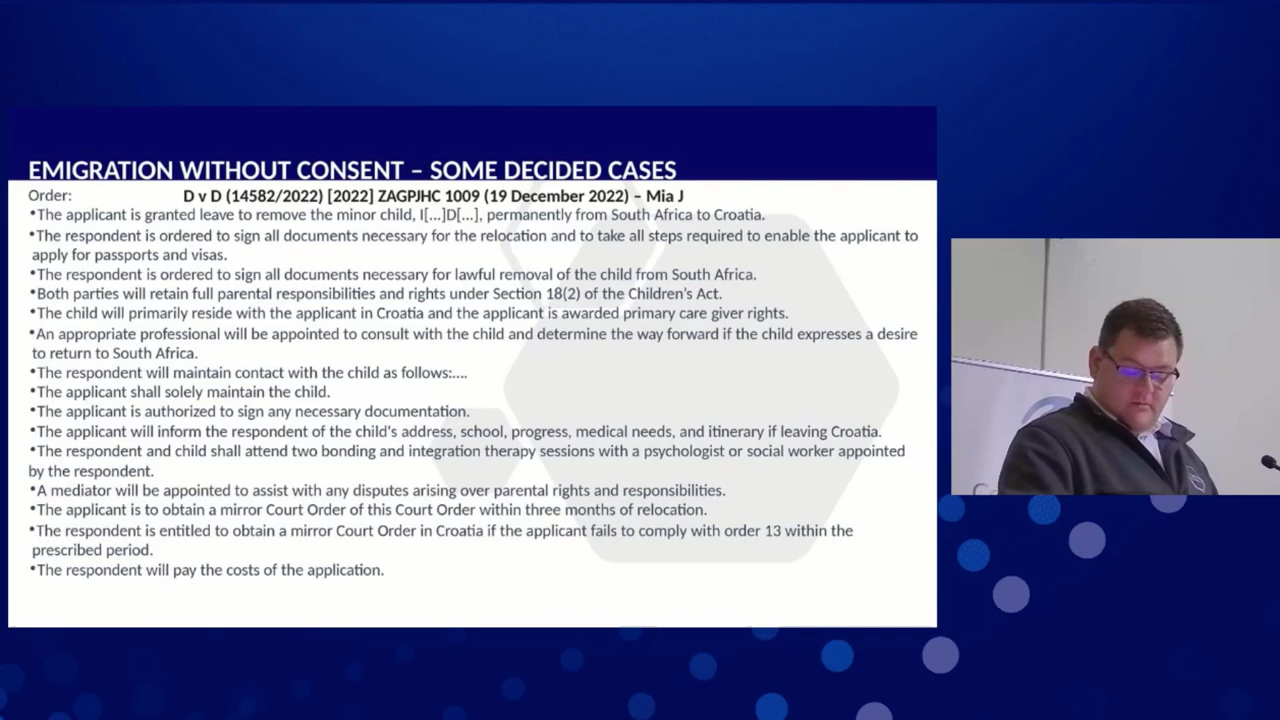 EMIGRATION WITHOUT CONSENT – SOME DECIDED CASES
Order: D v D (14582/2022) [2022] ZAGPJHC 1009 (19 December 2022) – Mia J
•The applicant is granted leave to remove the minor child, I[...]D[...], permanently from South Africa to Croatia.
•The respondent is ordered to sign all documents necessary for the relocation and to take all steps required to enable the applicant to
apply for passports and visas.
•The respondent is ordered to sign all documents necessary for lawful removal of the child from South Africa.
•Both parties will retain full parental responsibilities and rights under Section 18(2) of the Children's Act.
•The child will primarily reside with the applicant in Croatia and the applicant is awarded primary care giver rights.
•An appropriate professional will be appointed to consult with the child and determine the way forward if the child expresses a desire
to return to South Africa.
•The respondent will maintain contact with the child as follows:....
•The applicant shall solely maintain the child.
•The applicant is authorized to sign any necessary documentation.
•The applicant will inform the respondent of the child's address, school, progress, medical needs, and itinerary if leaving Croatia.
•The respondent and child shall attend two bonding and integration therapy sessions with a psychologist or social worker appointed
by the respondent.
•A mediator will be appointed to assist with any disputes arising over parental rights and responsibilities.
•The applicant is to obtain a mirror Court Order of this Court Order within three months of relocation.
•The respondent is entitled to obtain a mirror Court Order in Croatia if the applicant fails to comply with order 13 within the
prescribed period.
•The respondent will pay the costs of the application.